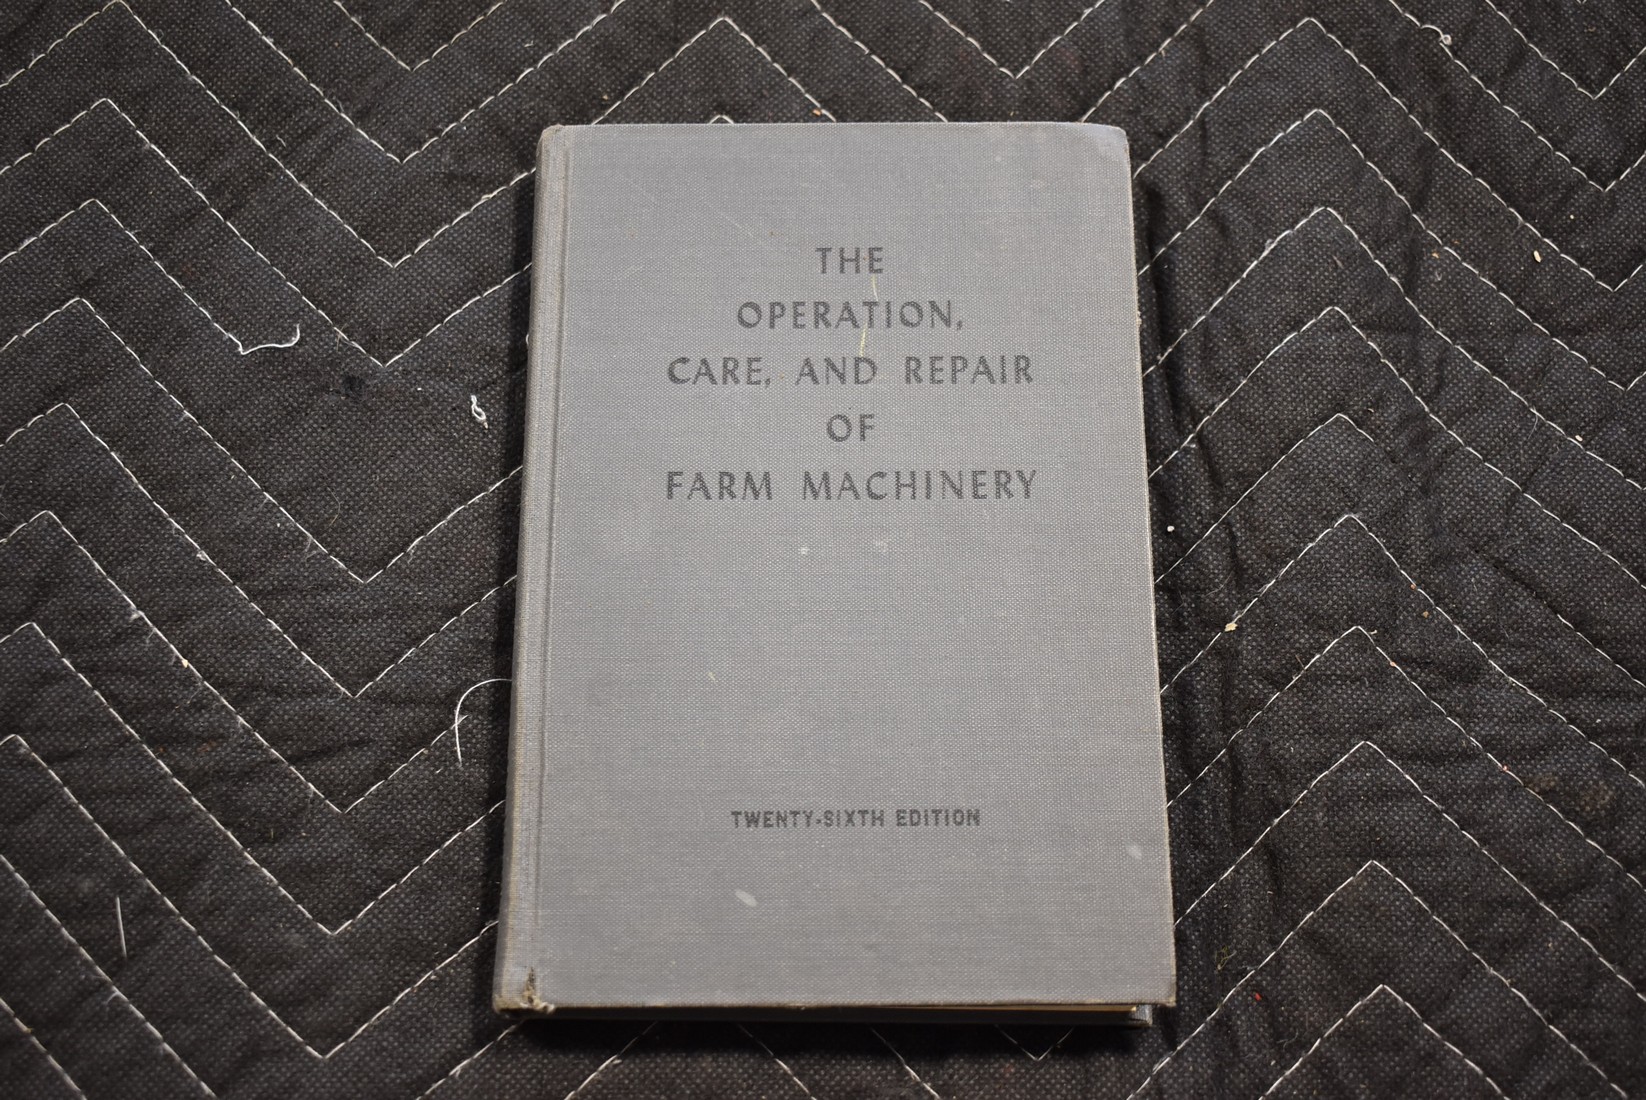 THE
OPERATION,
CARE, AND REPAIR
OF
FARM MACHINERY
TWENTY-SIXTH EDITION